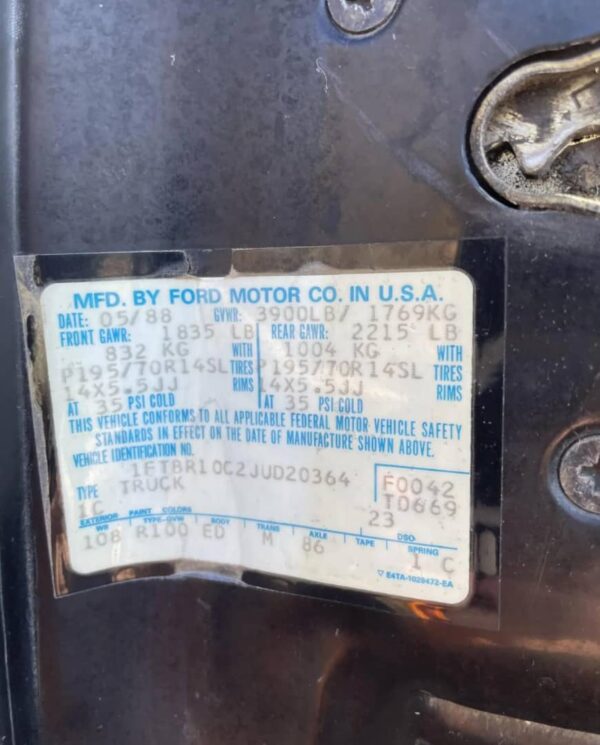 MFD. BY FORD MOTOR CO. IN U.S.A.
DATE: 05/88 GVWR: 3900LB/ 1769KG
FRONT GAWR: 1835 LB REAR GAWR: 2215 LB
832 KG WITH 1004 KG WITH
P195/70R14SL TIRES P195/70R14SL TIRES
14X5.5JJ RIMS 14X5.5JJ RIMS
AT 35 PSI COLD AT 35 PSI COLD
THIS VEHICLE CONFORMS TO ALL APPLICABLE FEDERAL MOTOR VEHICLE SAFETY
STANDARDS IN EFFECT ON THE DATE OF MANUFACTURE SHOWN ABOVE.
VEHICLE IDENTIFICATION NO.
1FTBR10C2JUD20364 F0042
TYPE TRUCK TD669
1C 23
EXTERIOR PAINT COLORS DSO
WB TYPE-GVW BODY TRANS AXLE TAPE SPRING
108 R100 ED M 86 1 C
▽ E4TA-1020472-EA